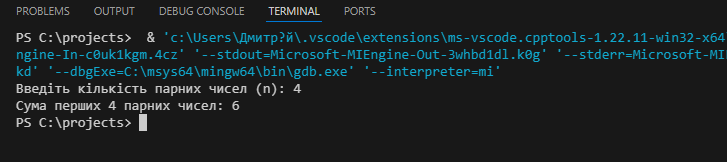 PROBLEMS OUTPUT DEBUG CONSOLE TERMINAL PORTS
PS C:\projects> & 'c:\Users\Дмитр?й\.vscode\extensions\ms-vscode.cpptools-1.22.11-win32-x64
ngine-In-c0uk1kgm.4cz' '--stdout=Microsoft-MIEngine-Out-3whbd1dl.k0g' '--stderr=Microsoft-MI
kd' '--dbgExe=C:\msys64\mingw64\bin\gdb.exe' '--interpreter=mi'
Введіть кількість парних чисел (n): 4
Сума перших 4 парних чисел: 6
PS C:\projects>